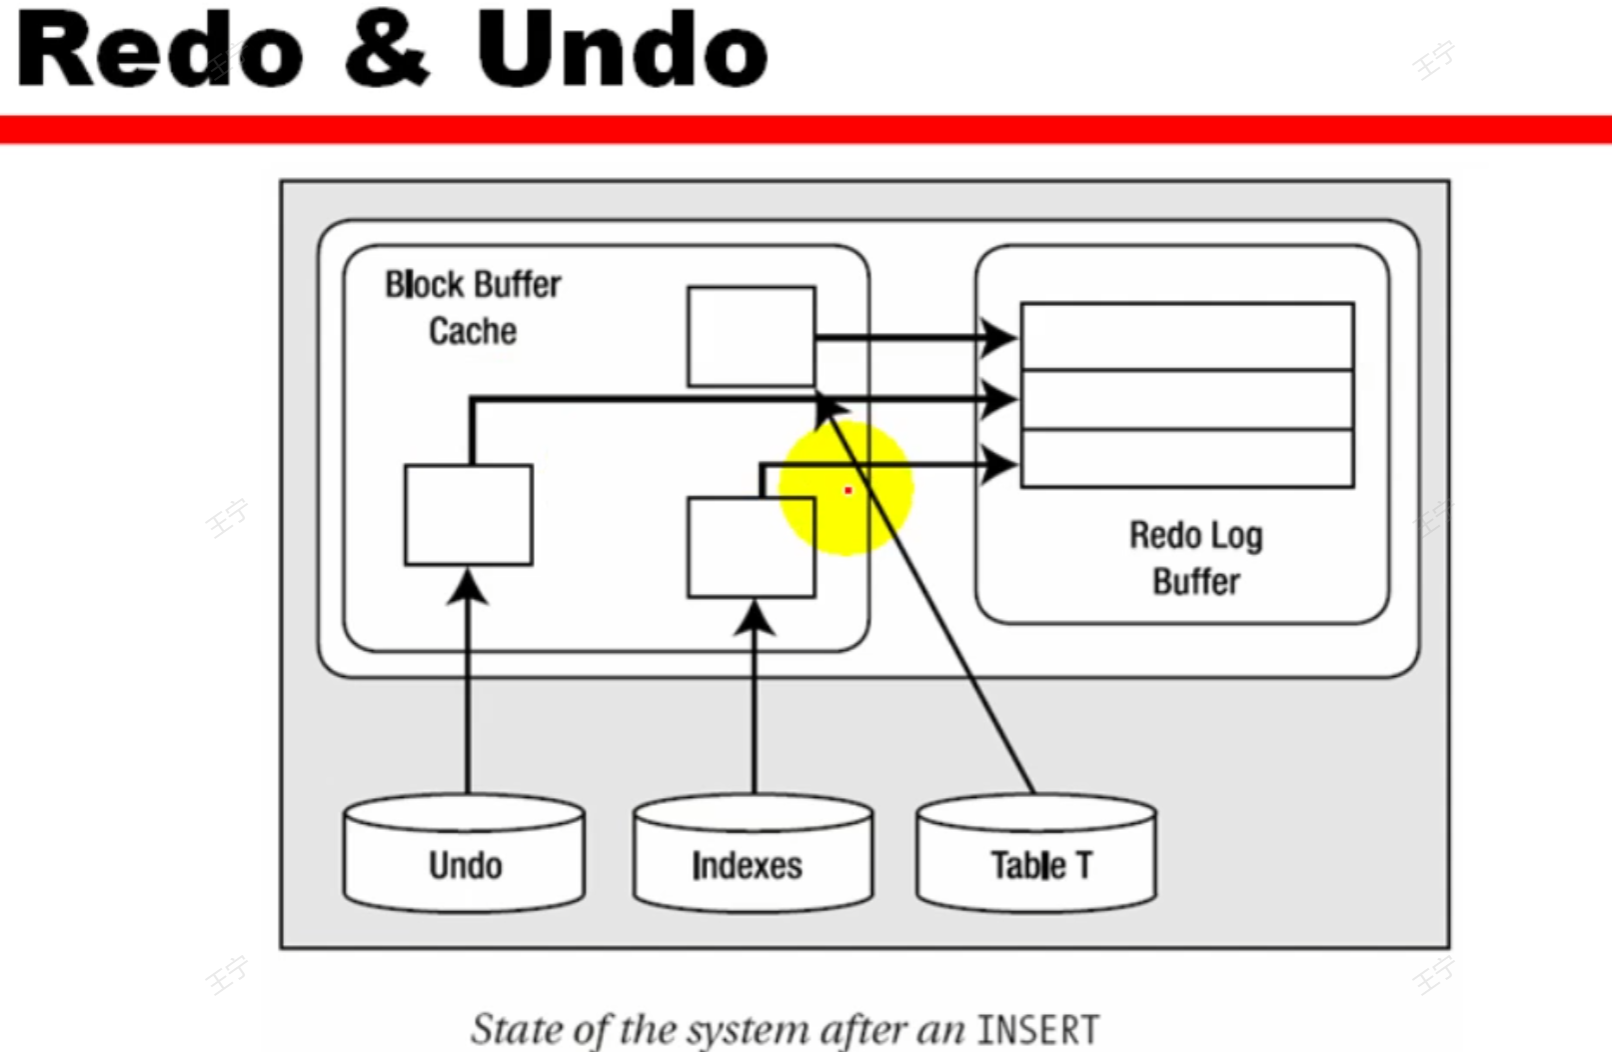 Redo & Undo
王宁
王宁
Block Buffer
Cache
王宁
王宁
Redo Log
Buffer
Undo
Indexes
Table T
王宁
王宁
State of the system after an INSERT